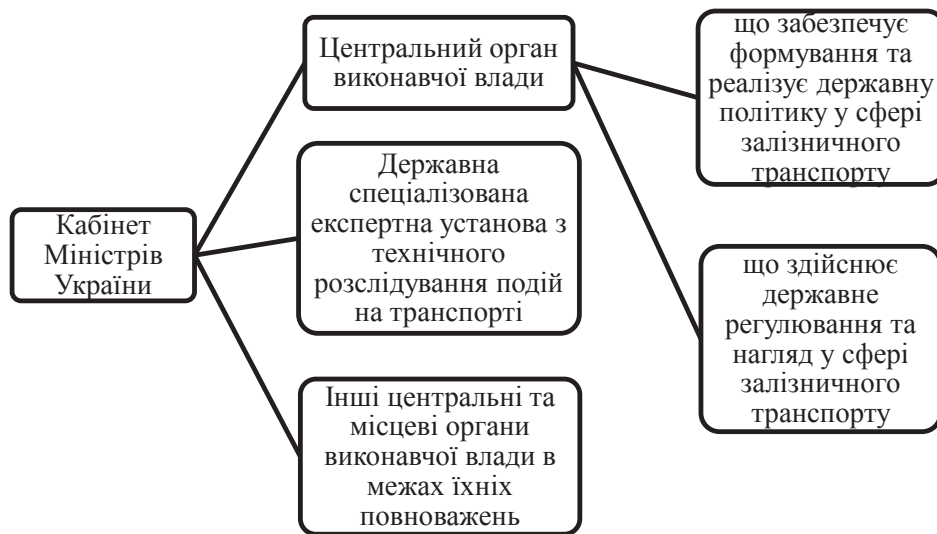 Кабінет
Міністрів
України
Центральний орган
виконавчої влади
Державна
спеціалізована
експертна установа з
технічного
розслідування подій
на транспорті
Інші центральні та
місцеві органи
виконавчої влади в
межах їхніх
повноважень
що забезпечує
формування та
реалізує державну
політику у сфері
залізничного
транспорту
що здійснює
державне
регулювання та
нагляд у сфері
залізничного
транспорту